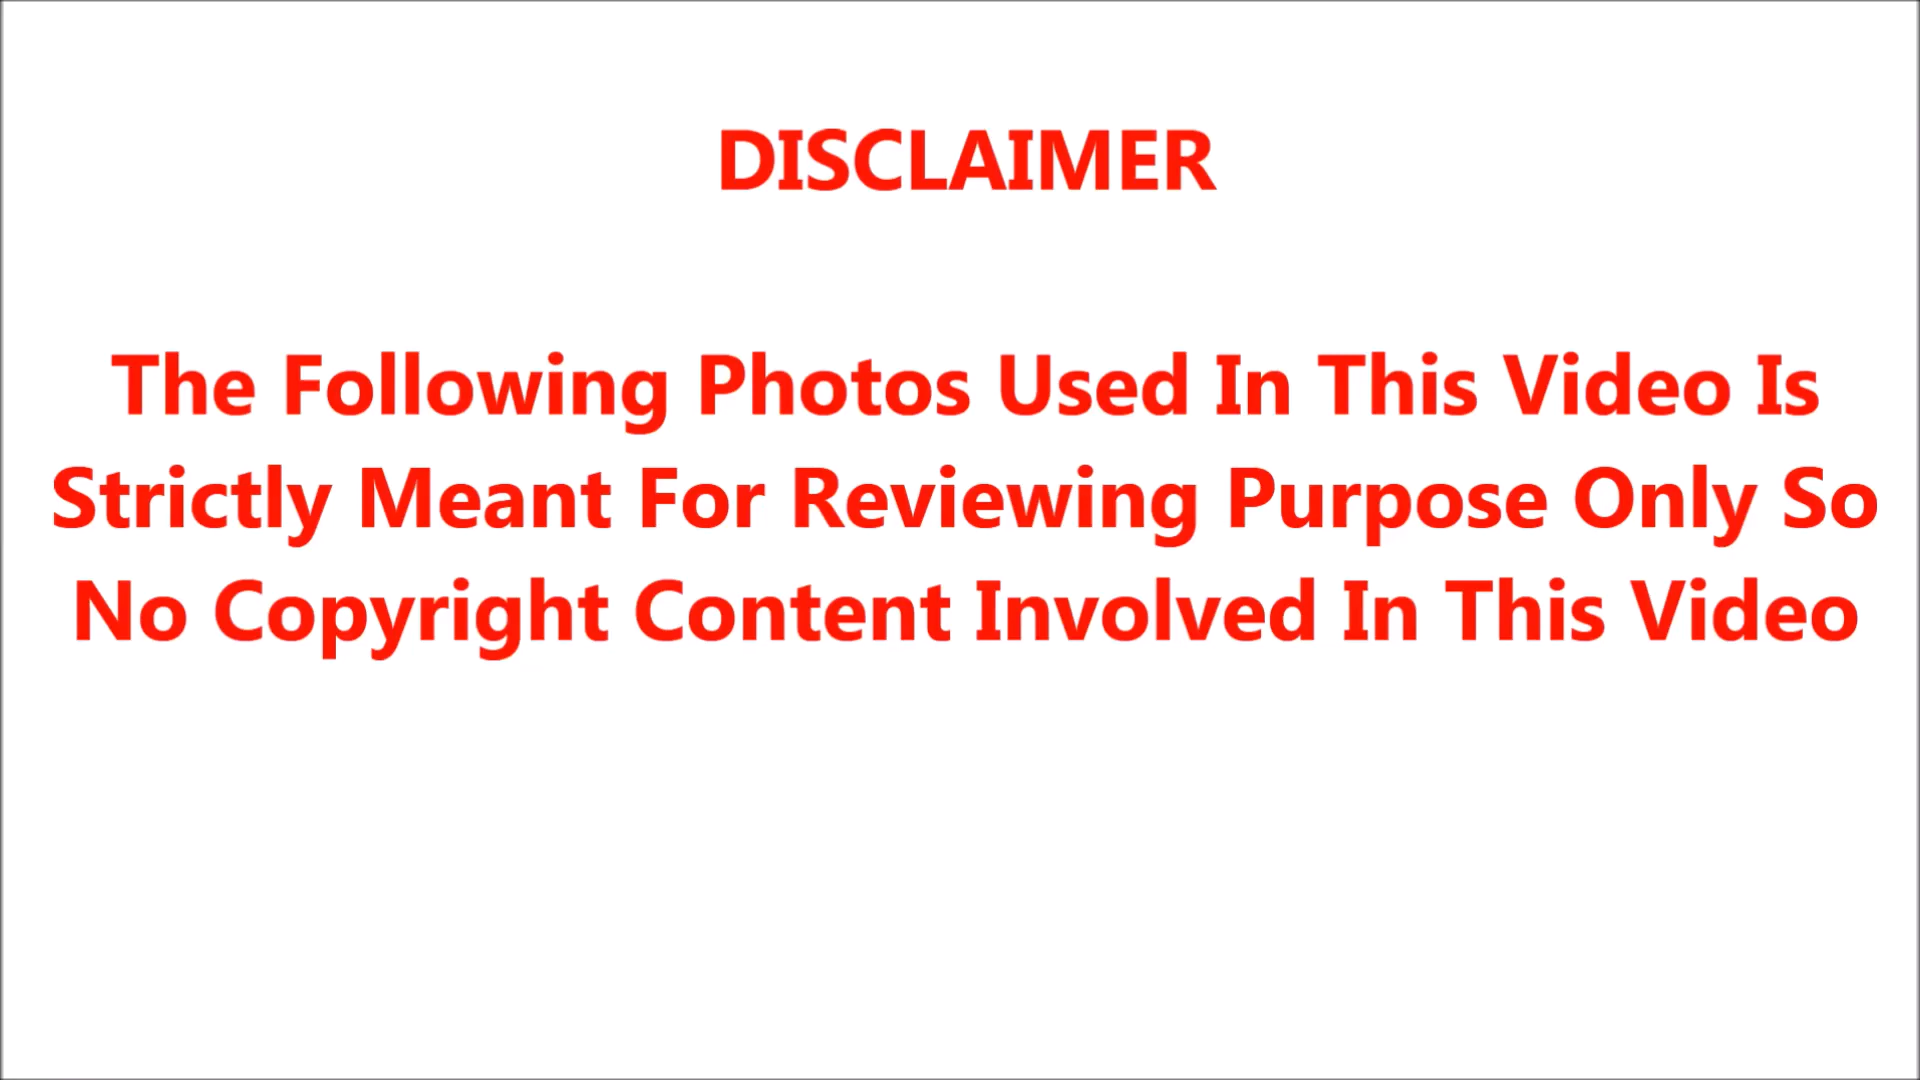 DISCLAIMER
The Following Photos Used In This Video Is
Strictly Meant For Reviewing Purpose Only So
No Copyright Content Involved In This Video